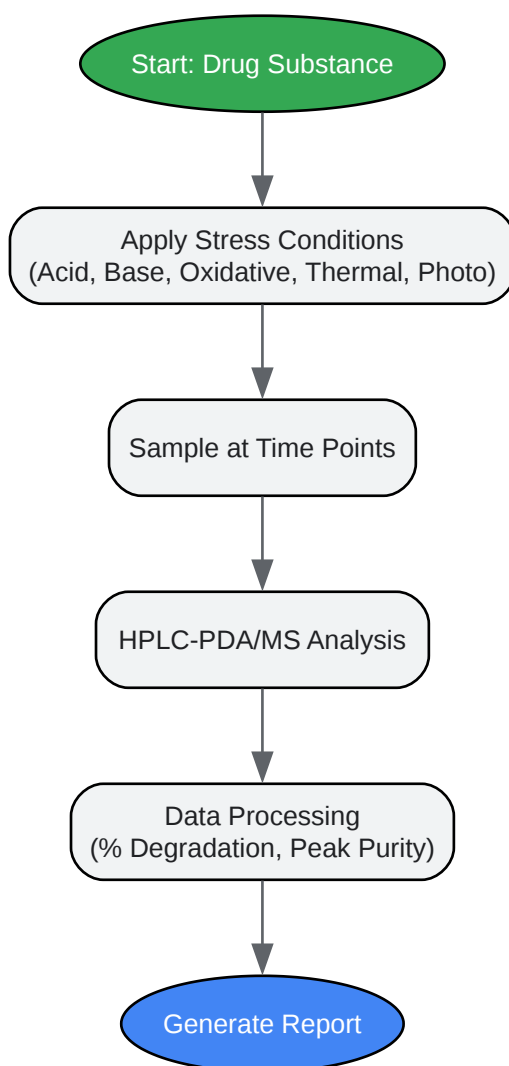 Start: Drug Substance
Apply Stress Conditions
(Acid, Base, Oxidative, Thermal, Photo)
Sample at Time Points
HPLC-PDA/MS Analysis
Data Processing
(% Degradation, Peak Purity)
Generate Report